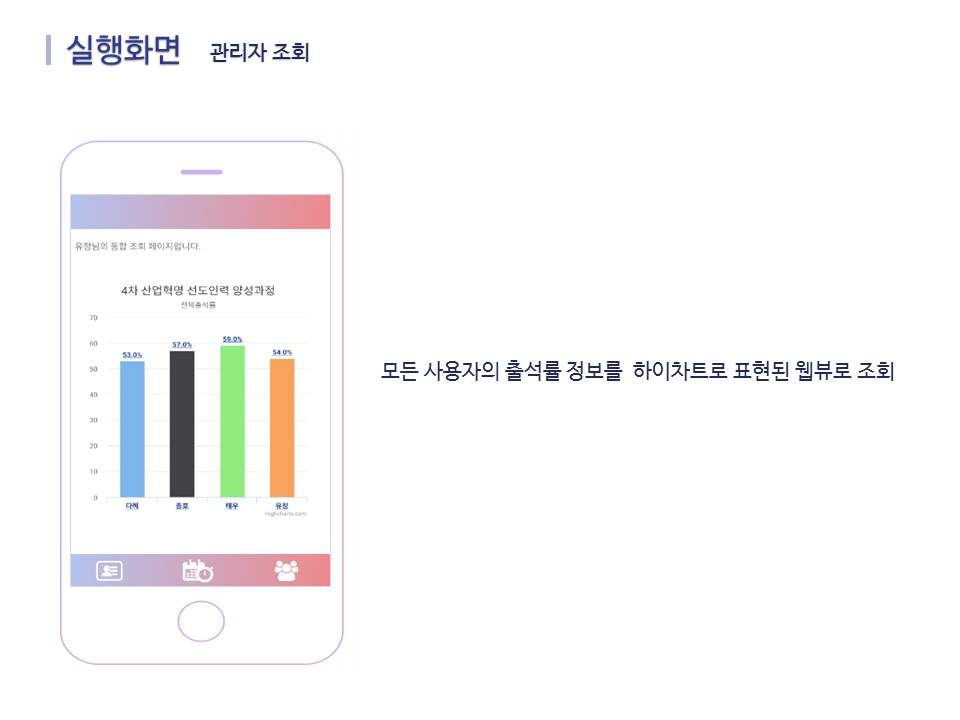 실행화면 관리자 조회
유정님의 통합 조회 페이지입니다.
4차 산업혁명 선도인력 양성과정
전체출석률
70
60
50
40
30
20
10
0
53.0%
57.0%
59.0%
54.0%
다혜
종호
태우
유정
Highcharts.com
모든 사용자의 출석률 정보를 하이차트로 표현된 웹뷰로 조회